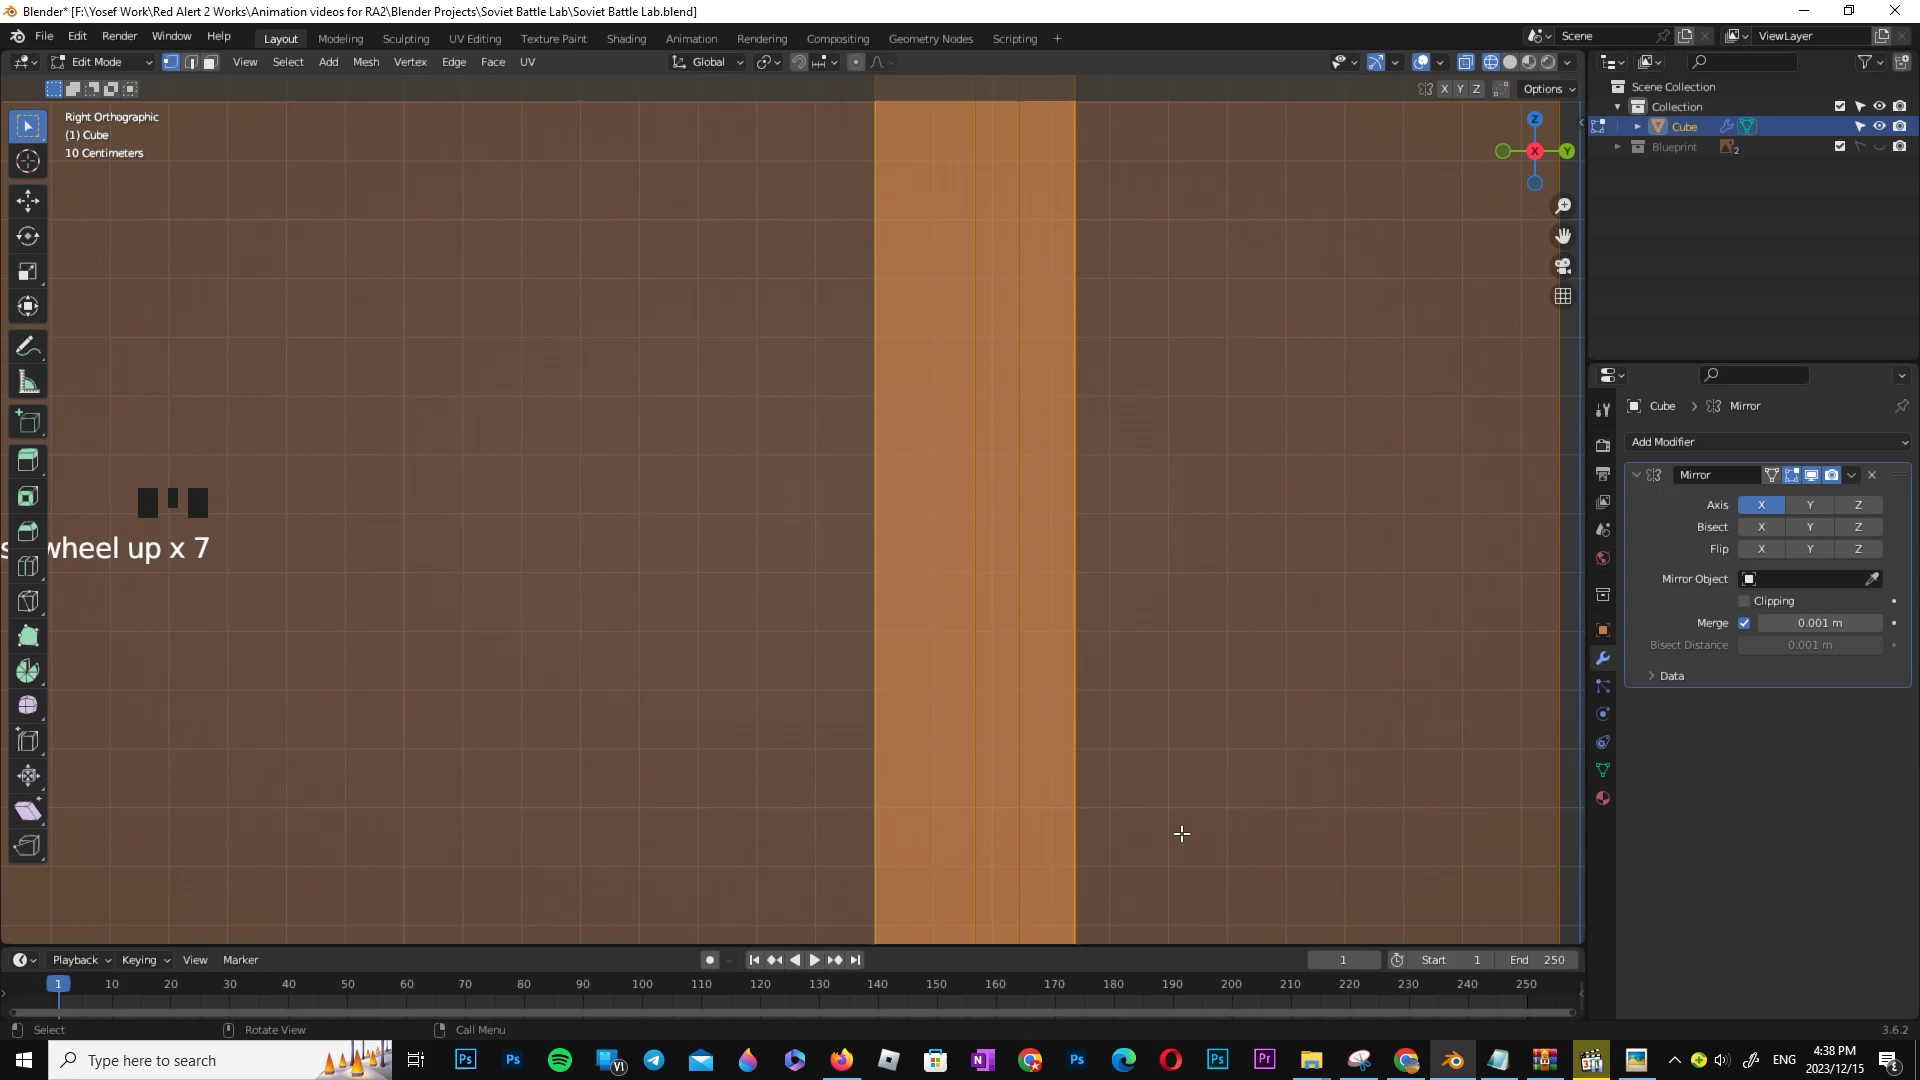 Blender* [F:\Yosef Work\Red Alert 2 Works\Animation videos for RA2\Blender Projects\Soviet Battle Lab\Soviet Battle Lab.blend]
File Edit Render Window Help Layout Modeling Sculpting UV Editing Texture Paint Shading Animation Rendering Compositing Geometry Nodes Scripting + Scene ViewLayer
Edit Mode View Select Add Mesh Vertex Edge Face UV Global
X Y Z Options
Right Orthographic
(1) Cube
10 Centimeters
Z
X Y
wheel up x 7
Scene Collection
Collection
Cube
Blueprint 2
Cube > Mirror
Add Modifier
Mirror
Axis X Y Z
Bisect X Y Z
Flip X Y Z
Mirror Object
Clipping
Merge 0.001 m
Bisect Distance 0.001 m
Data
Playback Keying View Marker 1 Start 1 End 250
1 10 20 30 40 50 60 70 80 90 100 110 120 130 140 150 160 170 180 190 200 210 220 230 240 250
Select Rotate View Call Menu 3.6.2
Type here to search
ENG
4:38 PM
2023/12/15